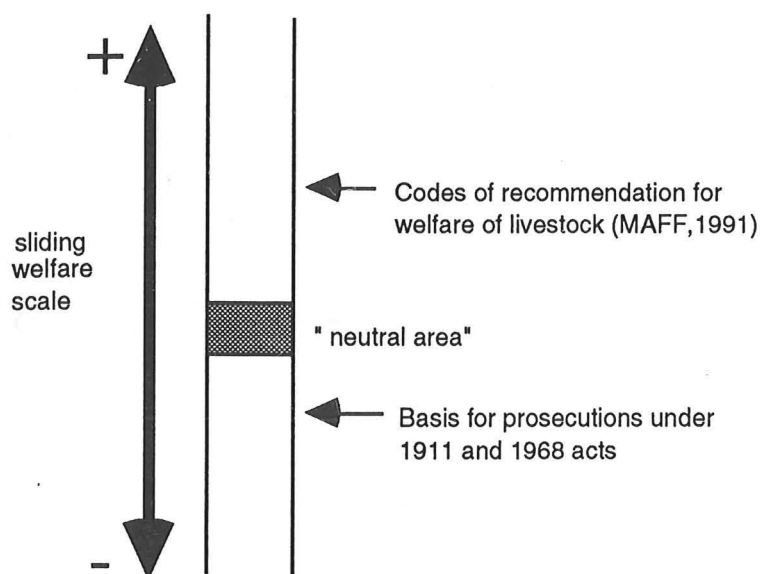 +
Codes of recommendation for
welfare of livestock (MAFF,1991)
sliding
welfare
scale
" neutral area"
Basis for prosecutions under
1911 and 1968 acts
-